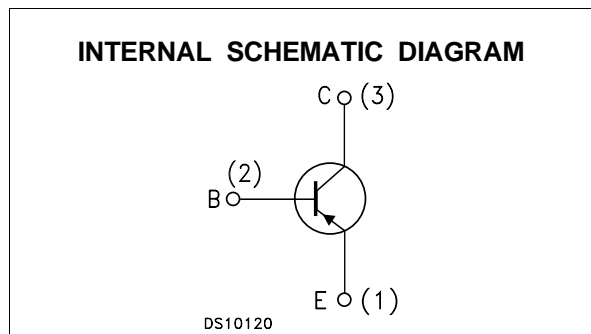 INTERNAL SCHEMATIC DIAGRAM
C (3)
(2)
B
E (1)
DS10120